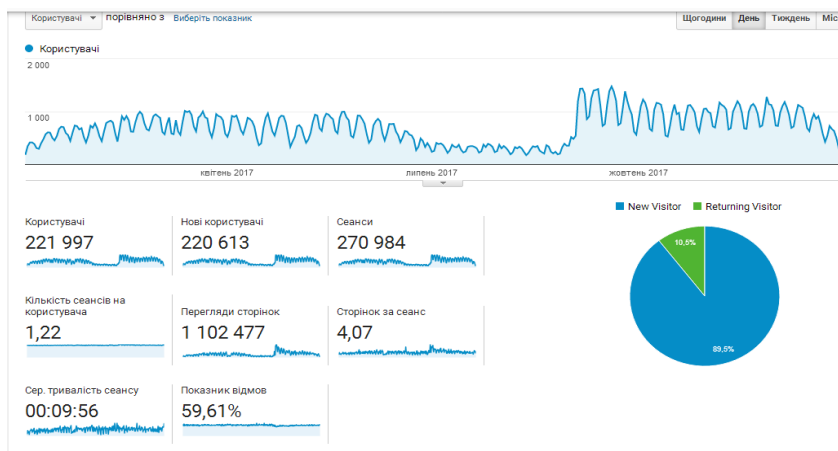 Користувачі порівняно з Виберіть показник Щогодини День Тиждень Міс
Користувачі
2 000
1 000
квітень 2017 липень 2017 жовтень 2017
New Visitor Returning Visitor
Користувачі Нові користувачі Сеанси
221 997 220 613 270 984
10,5%
Кількість сеансів на
користувача Перегляди сторінок Сторінок за сеанс
1,22 1 102 477 4,07
89,5%
Сер. тривалість сеансу Показник відмов
00:09:56 59,61%